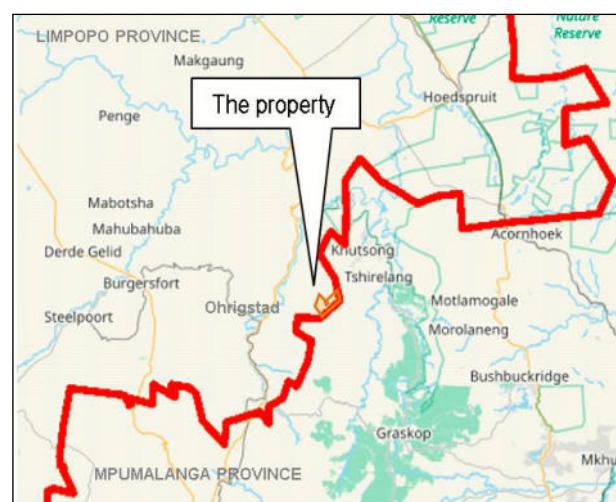 Reserve
Nature
Reserve
LIMPOPO PROVINCE
Makgaung
The property
Hoedspruit
Penge
Mabotsha
Mahubahuba
Acornhoek
Derde Gelid
Khutsong
Tshirelang
Burgersfort
Ohrigstad
Motlamogale
Steelpoort
Morolaneng
Bushbuckridge
Graskop
Mkhu
MPUMALANGA PROVINCE